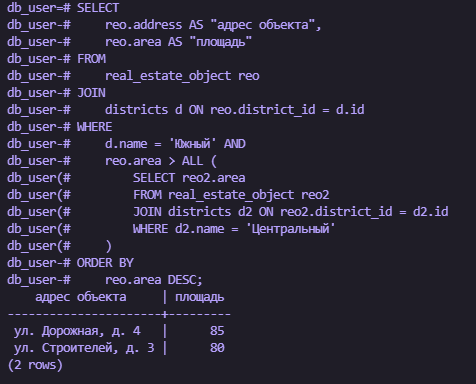 db_user=# SELECT
db_user-#     reo.address AS "адрес объекта",
db_user-#     reo.area AS "площадь"
db_user-# FROM
db_user-#     real_estate_object reo
db_user-# JOIN
db_user-#     districts d ON reo.district_id = d.id
db_user-# WHERE
db_user-#     d.name = 'Южный' AND
db_user-#     reo.area > ALL (
db_user(#         SELECT reo2.area
db_user(#         FROM real_estate_object reo2
db_user(#         JOIN districts d2 ON reo2.district_id = d2.id
db_user(#         WHERE d2.name = 'Центральный'
db_user(#     )
db_user-# ORDER BY
db_user-#     reo.area DESC;
    адрес объекта    | площадь
---------------------+---------
 ул. Дорожная, д. 4   |      85
 ул. Строителей, д. 3 |      80
(2 rows)